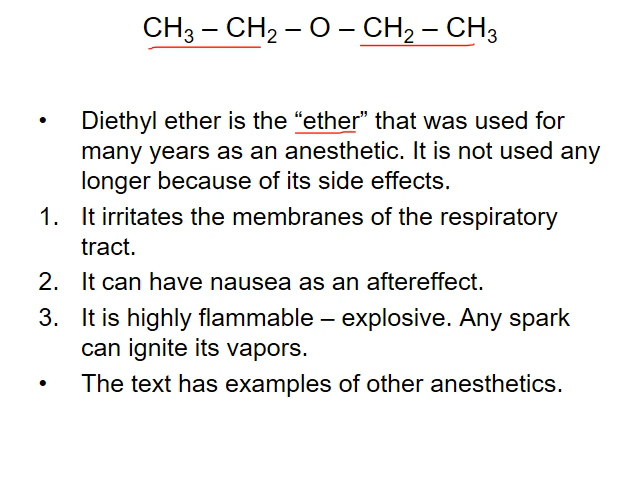 CH₃ – CH₂ – O – CH₂ – CH₃
• Diethyl ether is the “ether” that was used for
many years as an anesthetic. It is not used any
longer because of its side effects.
1. It irritates the membranes of the respiratory
tract.
2. It can have nausea as an aftereffect.
3. It is highly flammable – explosive. Any spark
can ignite its vapors.
• The text has examples of other anesthetics.